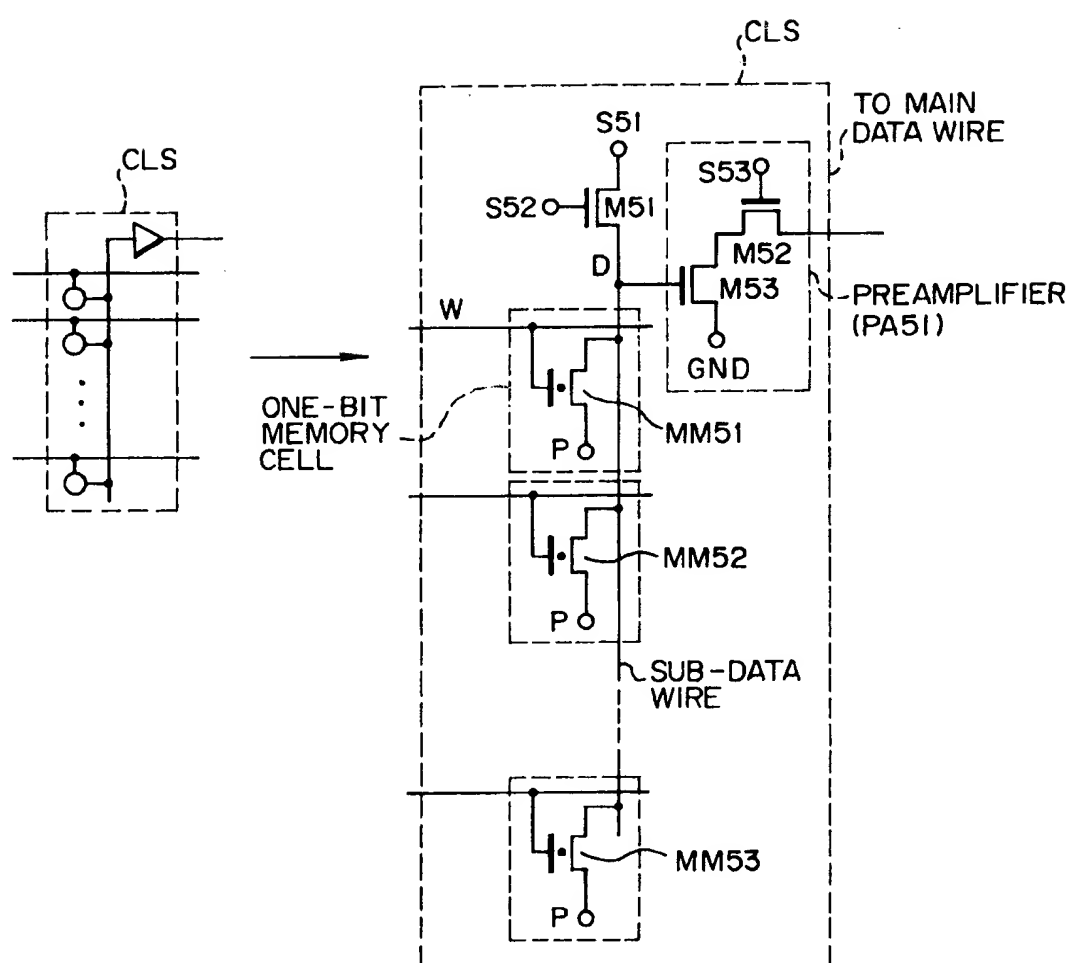 CLS
CLS
TO MAIN
DATA WIRE
S51
S53
S52
M51
M52
D
M53
W
PREAMPLIFIER
(PA51)
GND
ONE-BIT
MEMORY
CELL
MM51
P
MM52
P
SUB-DATA
WIRE
MM53
P